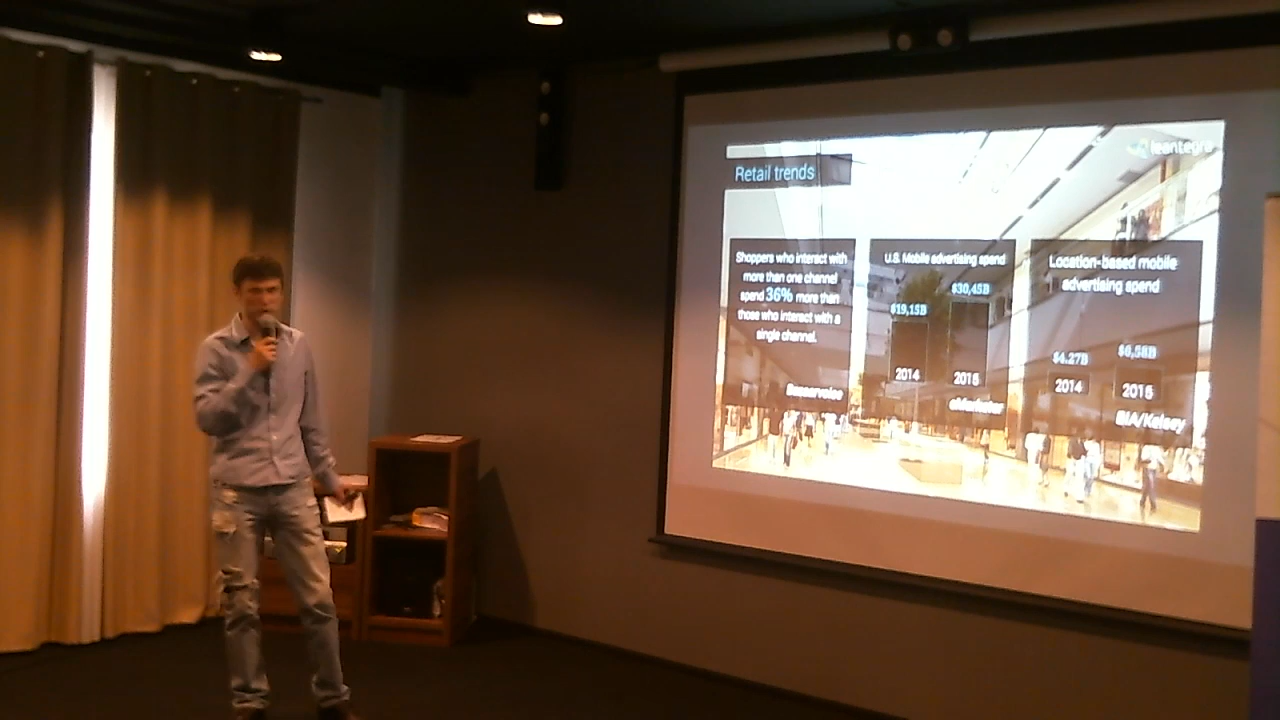 leantegra
Retail trends
Shoppers who interact with
more than one channel
spend 36% more than
those who interact with a
single channel.
U.S. Mobile advertising spend
$19,15B
$30,45B
2014
2015
eMarketer
Location-based mobile
advertising spend
$4.27B
$6,58B
2014
2015
BIA/Kelsey